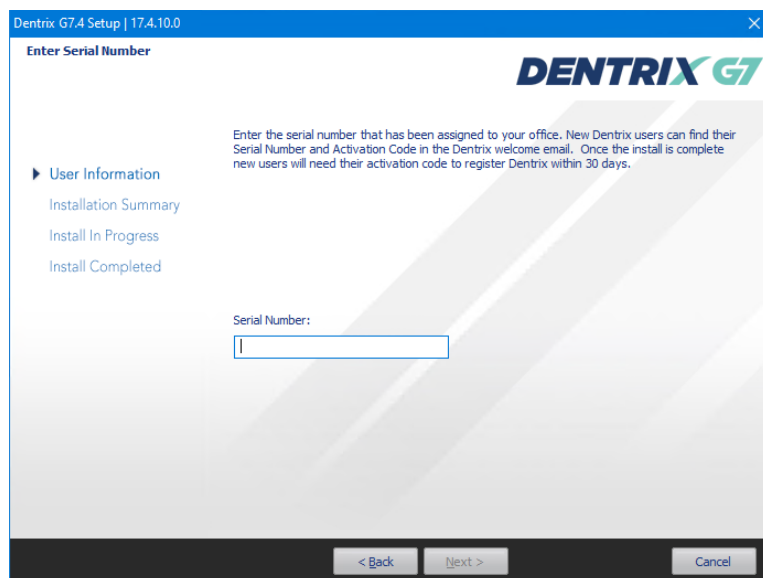 Dentrix G7.4 Setup | 17.4.10.0
Enter Serial Number
DENTRIX G7
Enter the serial number that has been assigned to your office. New Dentrix users can find their
Serial Number and Activation Code in the Dentrix welcome email.  Once the install is complete
new users will need their activation code to register Dentrix within 30 days.
User Information
Installation Summary
Install In Progress
Install Completed
Serial Number:
< Back
Next >
Cancel